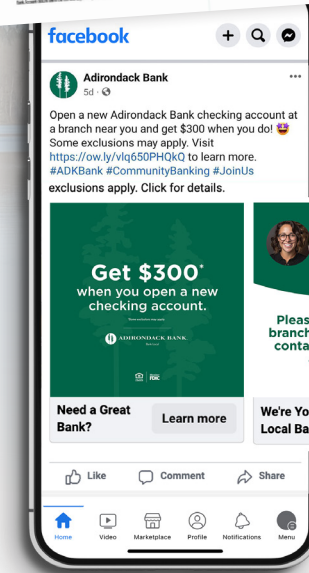 facebook
Adirondack Bank
5d ·
Open a new Adirondack Bank checking account at
a branch near you and get $300 when you do! 🤩
Some exclusions may apply. Visit
https://ow.ly/vlq650PHQkQ to learn more.
#ADKBank #CommunityBanking #JoinUs
exclusions apply. Click for details.
Get $300*
when you open a new
checking account.
ADIRONDACK BANK
FDIC
Pleas
branch
conta
Need a Great
Bank?
Learn more
We're Yo
Local Ba
Like
Comment
Share
Home
Video
Marketplace
Profile
Notifications
Menu